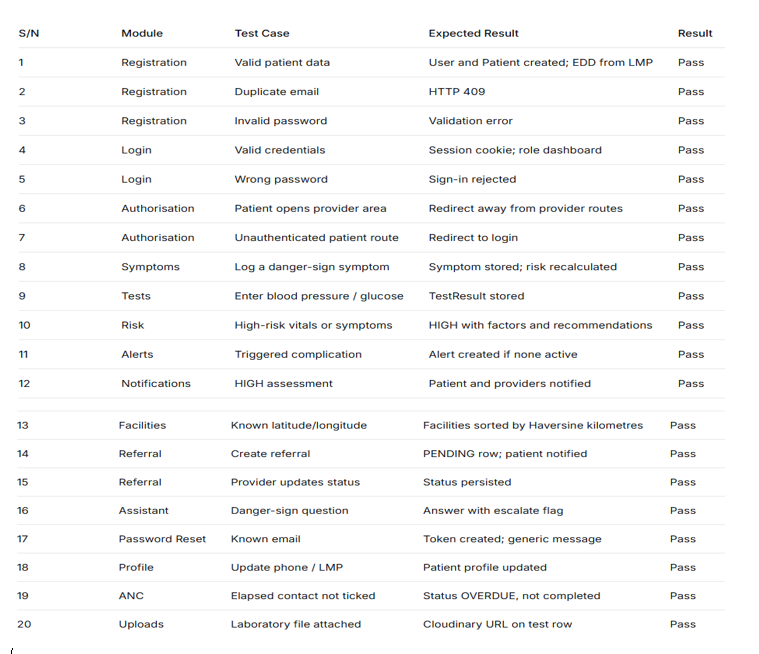 S/N Module Test Case Expected Result Result
1 Registration Valid patient data User and Patient created; EDD from LMP Pass
2 Registration Duplicate email HTTP 409 Pass
3 Registration Invalid password Validation error Pass
4 Login Valid credentials Session cookie; role dashboard Pass
5 Login Wrong password Sign-in rejected Pass
6 Authorisation Patient opens provider area Redirect away from provider routes Pass
7 Authorisation Unauthenticated patient route Redirect to login Pass
8 Symptoms Log a danger-sign symptom Symptom stored; risk recalculated Pass
9 Tests Enter blood pressure / glucose TestResult stored Pass
10 Risk High-risk vitals or symptoms HIGH with factors and recommendations Pass
11 Alerts Triggered complication Alert created if none active Pass
12 Notifications HIGH assessment Patient and providers notified Pass
13 Facilities Known latitude/longitude Facilities sorted by Haversine kilometres Pass
14 Referral Create referral PENDING row; patient notified Pass
15 Referral Provider updates status Status persisted Pass
16 Assistant Danger-sign question Answer with escalate flag Pass
17 Password Reset Known email Token created; generic message Pass
18 Profile Update phone / LMP Patient profile updated Pass
19 ANC Elapsed contact not ticked Status OVERDUE, not completed Pass
20 Uploads Laboratory file attached Cloudinary URL on test row Pass